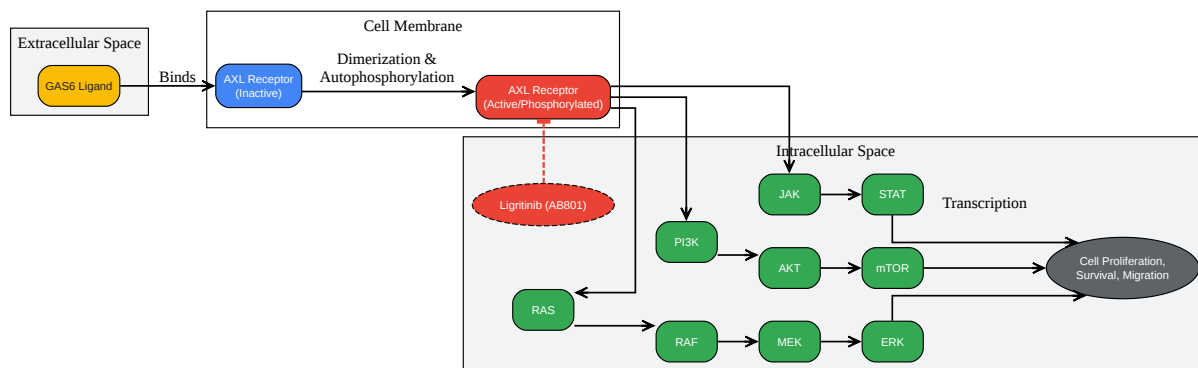 Cell Membrane
Extracellular Space
GAS6 Ligand
Binds
AXL Receptor
(Inactive)
Dimerization &
Autophosphorylation
AXL Receptor
(Active/Phosphorylated)
Intracellular Space
Ligritinib (AB801)
JAK
STAT
Transcription
PI3K
AKT
mTOR
Cell Proliferation,
Survival, Migration
RAS
RAF
MEK
ERK